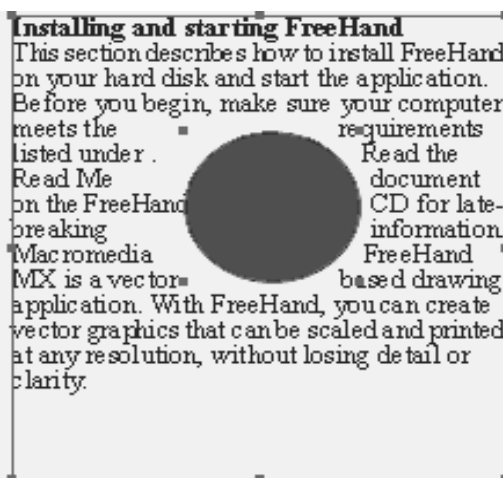 Installing and starting FreeHand
This section describes how to install FreeHand
on your hard disk and start the application.
Before you begin, make sure your computer
meets the requirements
listed under . Read the
Read Me document
on the FreeHand CD for late-
breaking information.
Macromedia FreeHand
MX is a vector- based drawing
application. With FreeHand, you can create
vector graphics that can be scaled and printed
at any resolution, without losing detail or
clarity.